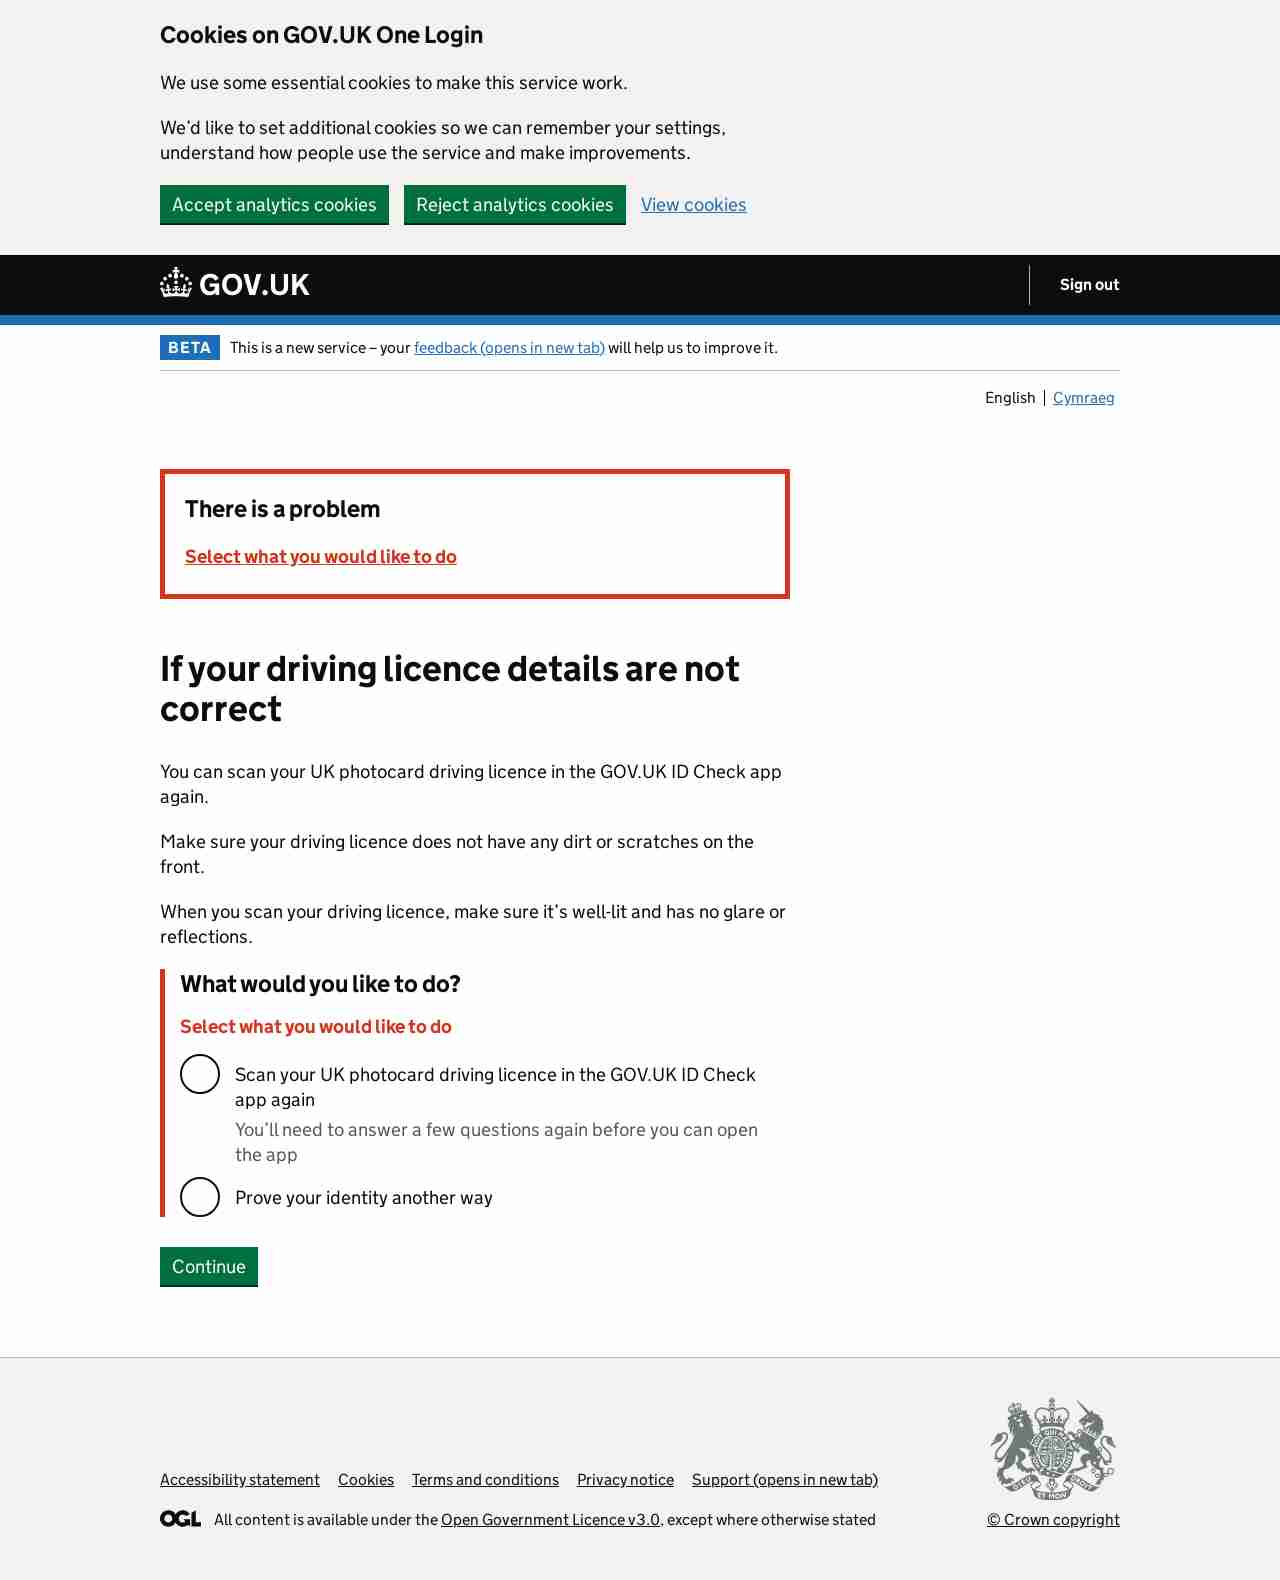 Cookies on GOV.UK One Login
We use some essential cookies to make this service work.
We’d like to set additional cookies so we can remember your settings,
understand how people use the service and make improvements.
Accept analytics cookies Reject analytics cookies View cookies
GOV.UK Sign out
BETA This is a new service – your feedback (opens in new tab) will help us to improve it.
English Cymraeg
There is a problem
Select what you would like to do
If your driving licence details are not
correct
You can scan your UK photocard driving licence in the GOV.UK ID Check app
again.
Make sure your driving licence does not have any dirt or scratches on the
front.
When you scan your driving licence, make sure it’s well-lit and has no glare or
reflections.
What would you like to do?
Select what you would like to do
Scan your UK photocard driving licence in the GOV.UK ID Check
app again
You’ll need to answer a few questions again before you can open
the app
Prove your identity another way
Continue
Accessibility statement Cookies Terms and conditions Privacy notice Support (opens in new tab)
OGL All content is available under the Open Government Licence v3.0, except where otherwise stated
© Crown copyright